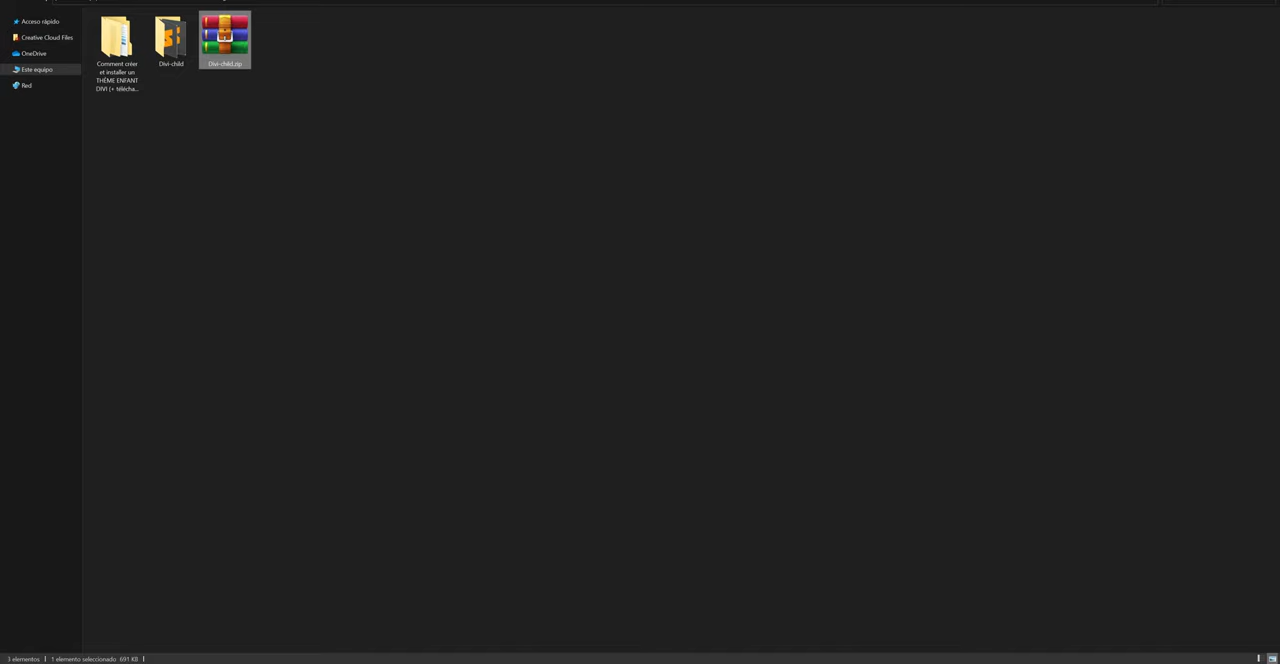 Acceso rápido
Creative Cloud Files
OneDrive
Este equipo
Red
Comment créer
et installer un
THÈME ENFANT
DIVI (+ télécha...
Divi-child
Divi-child.zip
3 elementos
1 elemento seleccionado 691 KB